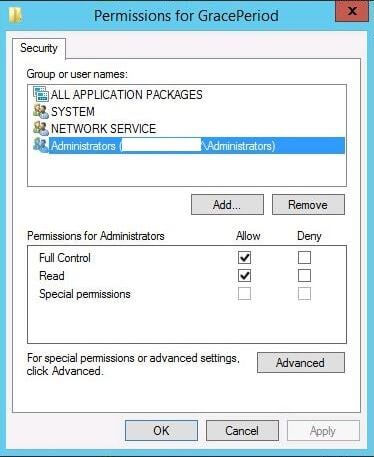 Permissions for GracePeriod
x
Security
Group or user names:
ALL APPLICATION PACKAGES
SYSTEM
NETWORK SERVICE
Administrators ( \Administrators)
Add... Remove
Permissions for Administrators Allow Deny
Full Control
Read
Special permissions
For special permissions or advanced settings,
click Advanced.
Advanced
OK Cancel Apply